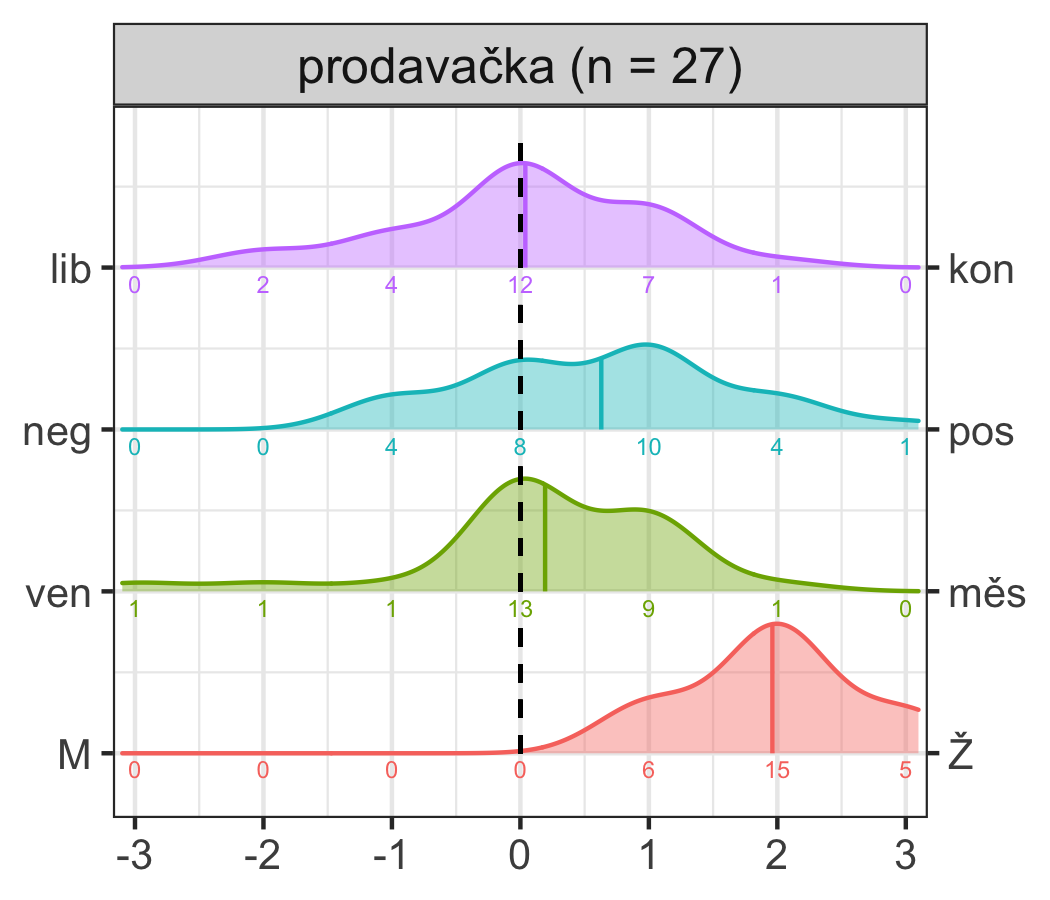 prodavačka (n = 27)
lib kon
0 2 4 12 7 1 0
neg pos
0 0 4 8 10 4 1
ven měs
1 1 1 13 9 1 0
M Ž
0 0 0 0 6 15 5
-3 -2 -1 0 1 2 3